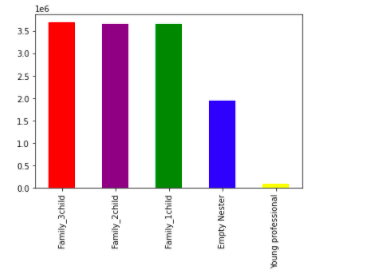 1e6
3.5
3.0
2.5
2.0
1.5
1.0
0.5
0.0
Family_3child
Family_2child
Family_1child
Empty Nester
Young professional